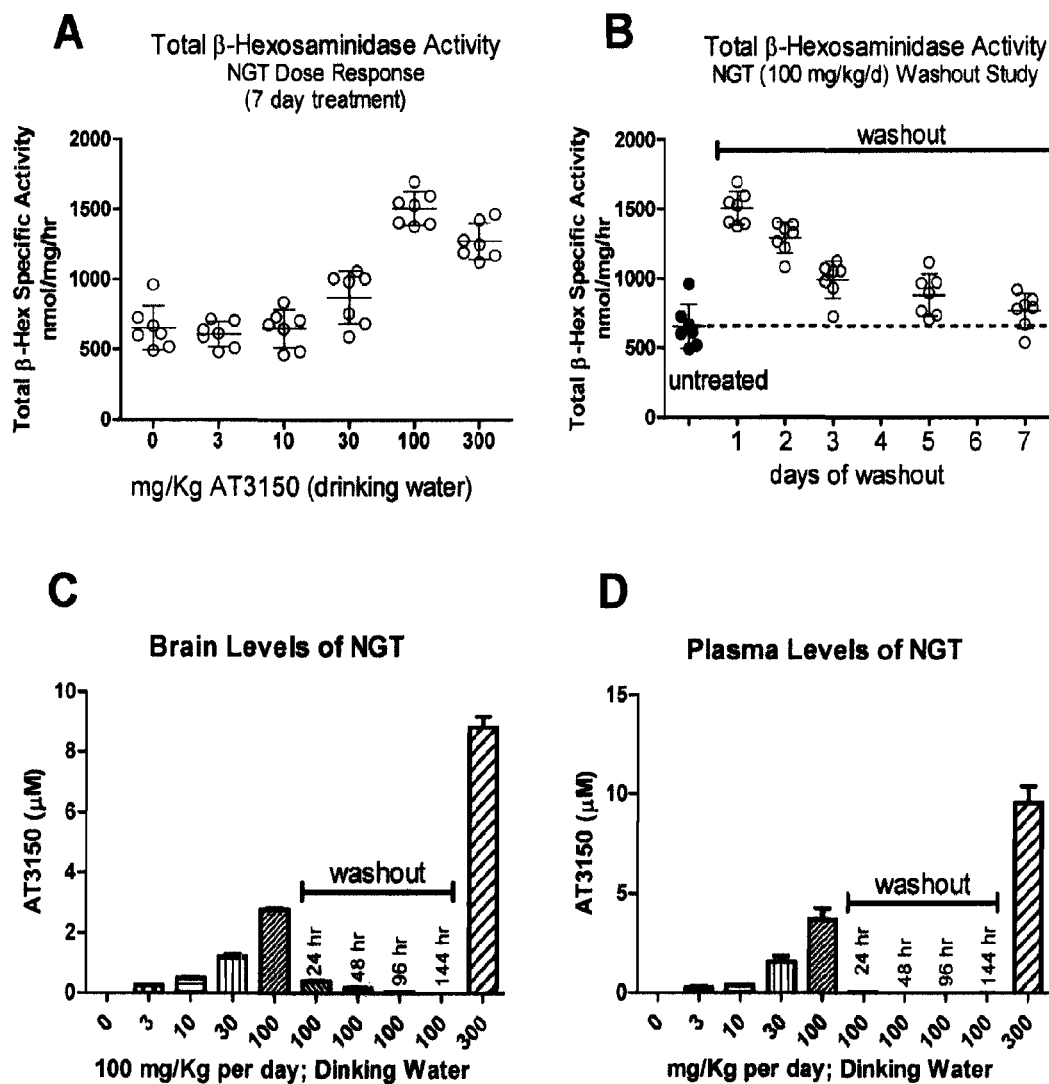 A
Total β-Hexosaminidase Activity
NGT Dose Response
(7 day treatment)
Total β-Hex Specific Activity
nmol/mg/hr
2000
1500
1000
500
0
0 3 10 30 100 300
mg/Kg AT3150 (drinking water)
B
Total β-Hexosaminidase Activity
NGT (100 mg/kg/d) Washout Study
washout
Total β-Hex Specific Activity
nmol/mg/hr
2000
1500
1000
500
0
untreated
1 2 3 4 5 6 7
days of washout
C
Brain Levels of NGT
AT3150 (μM)
10
8
6
4
2
0
washout
24 hr
48 hr
96 hr
144 hr
0 3 10 30 100 100 100 100 100 300
100 mg/Kg per day; Dinking Water
D
Plasma Levels of NGT
AT3150 (μM)
15
10
5
0
washout
24 hr
48 hr
96 hr
144 hr
0 3 10 30 100 100 100 100 100 300
mg/Kg per day; Dinking Water